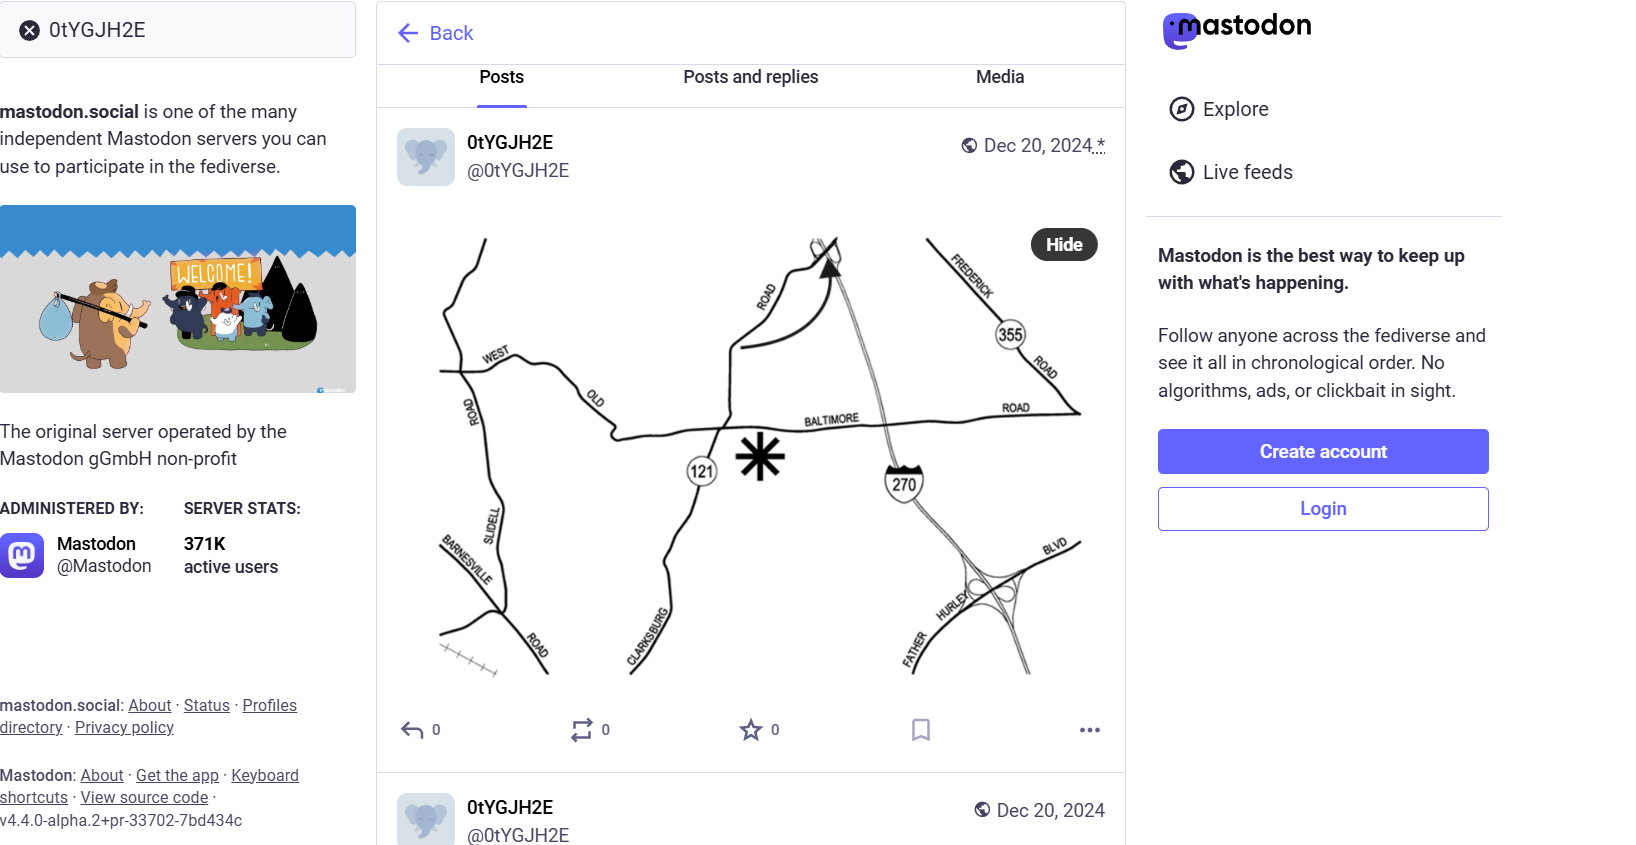 0tYGJH2E
mastodon.social is one of the many
independent Mastodon servers you can
use to participate in the fediverse.
WELCOME!
mastodon
The original server operated by the
Mastodon gGmbH non-profit
ADMINISTERED BY:
Mastodon
@Mastodon
SERVER STATS:
371K
active users
mastodon.social: About · Status · Profiles
directory · Privacy policy
Mastodon: About · Get the app · Keyboard
shortcuts · View source code ·
v4.4.0-alpha.2+pr-33702-7bd434c
Back
Posts
Posts and replies
Media
0tYGJH2E
@0tYGJH2E
Dec 20, 2024 *
Hide
FREDERICK
355
ROAD
ROAD
WEST
OLD
BALTIMORE
ROAD
ROAD
121
270
SLIDELL
BARNESVILLE
ROAD
CLARKSBURG
BLVD
HURLEY
FATHER
0
0
0
0tYGJH2E
@0tYGJH2E
Dec 20, 2024
mastodon
Explore
Live feeds
Mastodon is the best way to keep up
with what's happening.
Follow anyone across the fediverse and
see it all in chronological order. No
algorithms, ads, or clickbait in sight.
Create account
Login